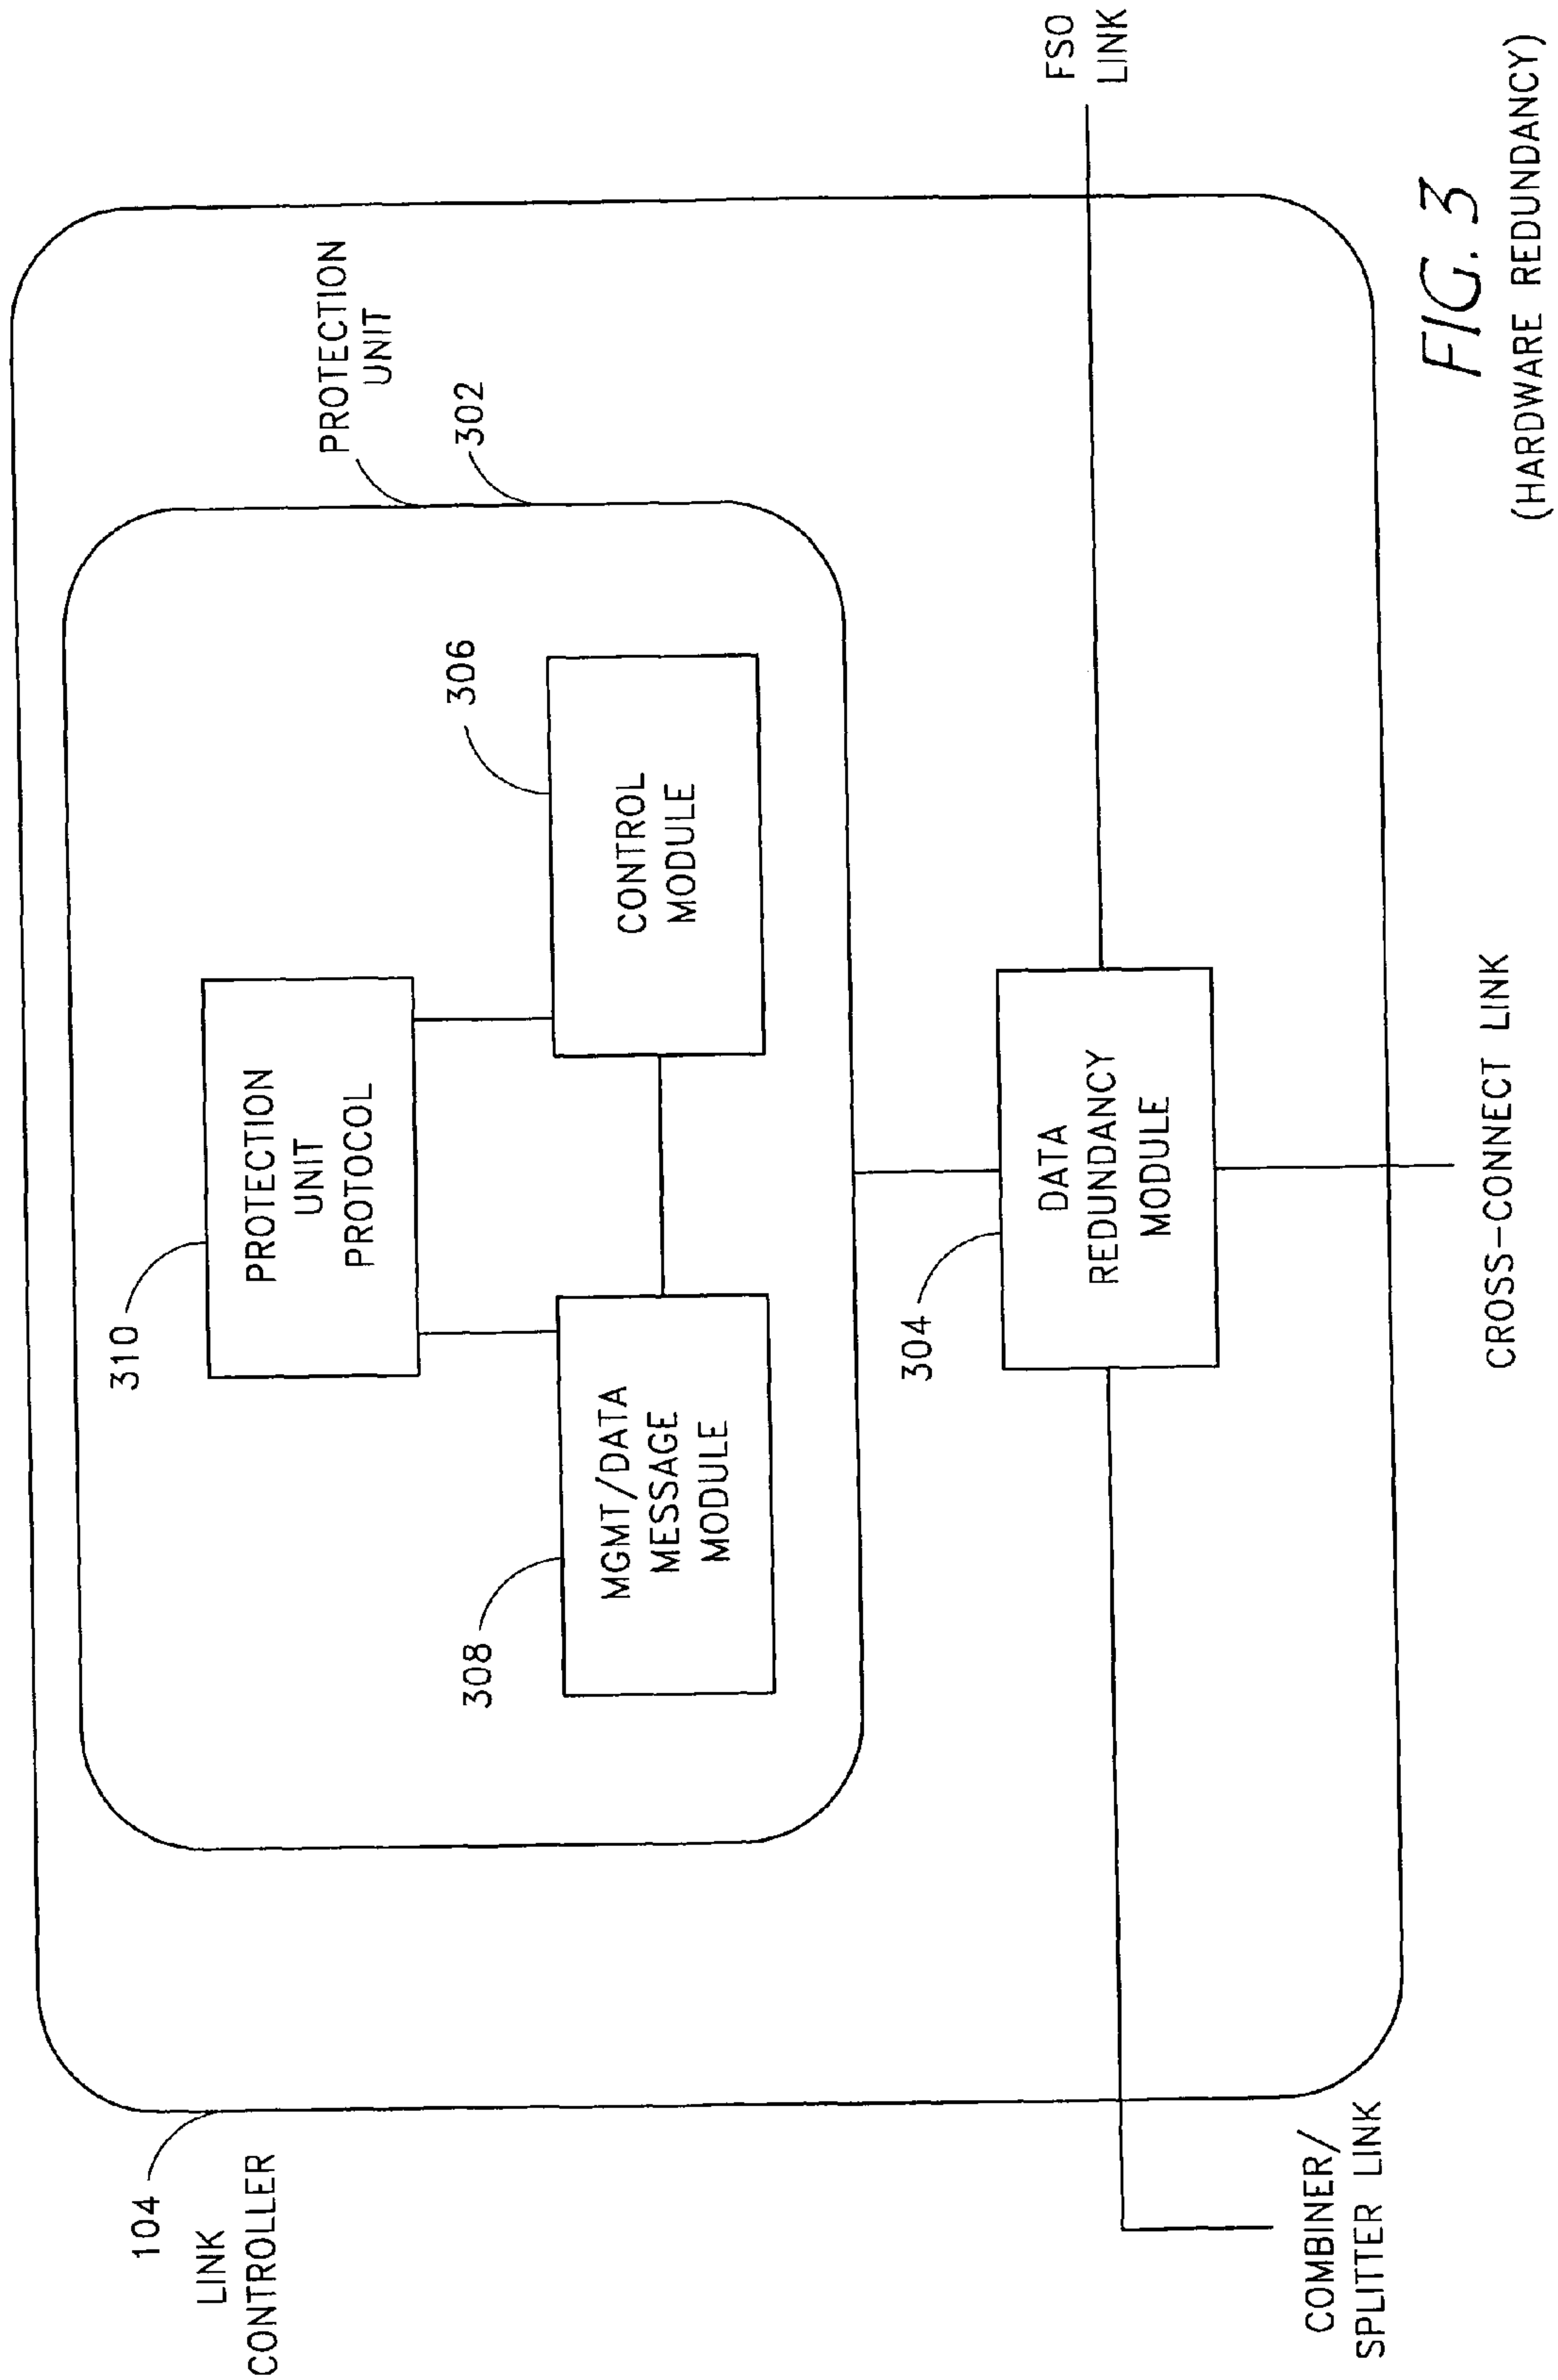 104
LINK
CONTROLLER
310
PROTECTION
UNIT
PROTOCOL
PROTECTION
UNIT
302
308
MGMT/DATA
MESSAGE
MODULE
306
CONTROL
MODULE
304
DATA
REDUNDANCY
MODULE
FSO
LINK
COMBINER/
SPLITTER LINK
CROSS-CONNECT LINK
FIG. 3
(HARDWARE REDUNDANCY)